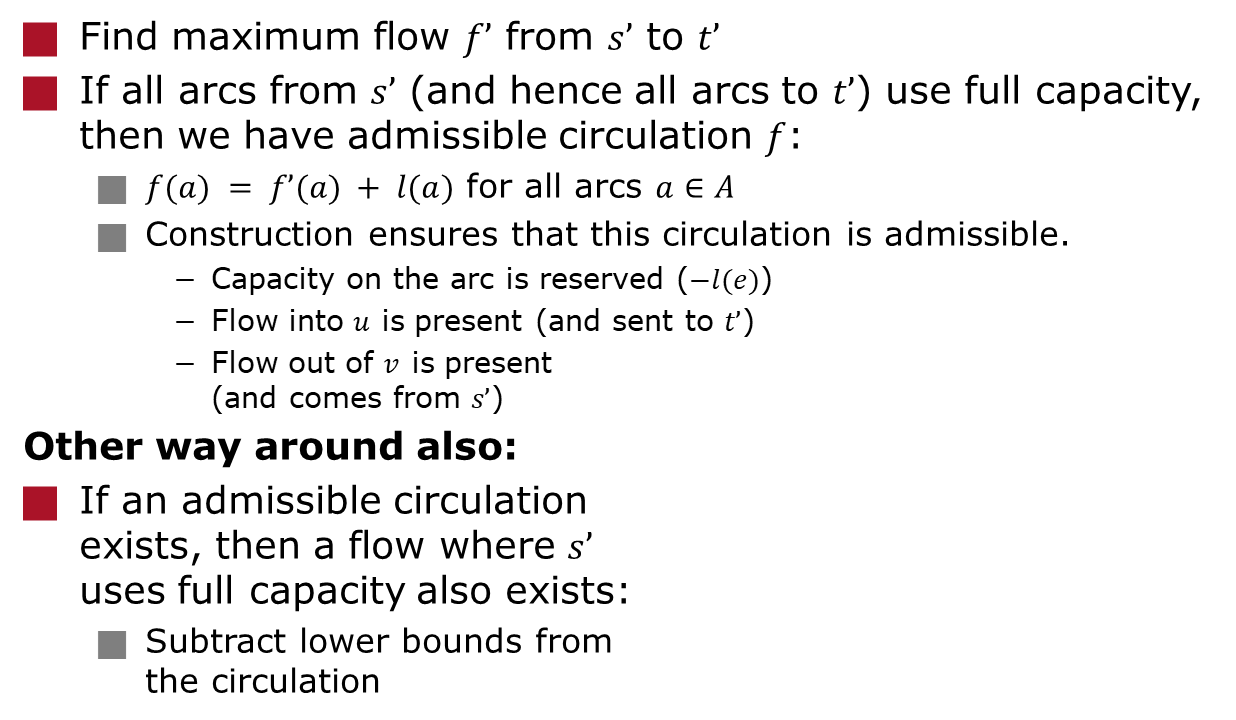 Find maximum flow f’ from s’ to t’
If all arcs from s’ (and hence all arcs to t’) use full capacity,
then we have admissible circulation f:
f(a) = f’(a) + l(a) for all arcs a ∈ A
Construction ensures that this circulation is admissible.
– Capacity on the arc is reserved (−l(e))
– Flow into u is present (and sent to t’)
– Flow out of v is present
(and comes from s’)
Other way around also:
If an admissible circulation
exists, then a flow where s’
uses full capacity also exists:
Subtract lower bounds from
the circulation